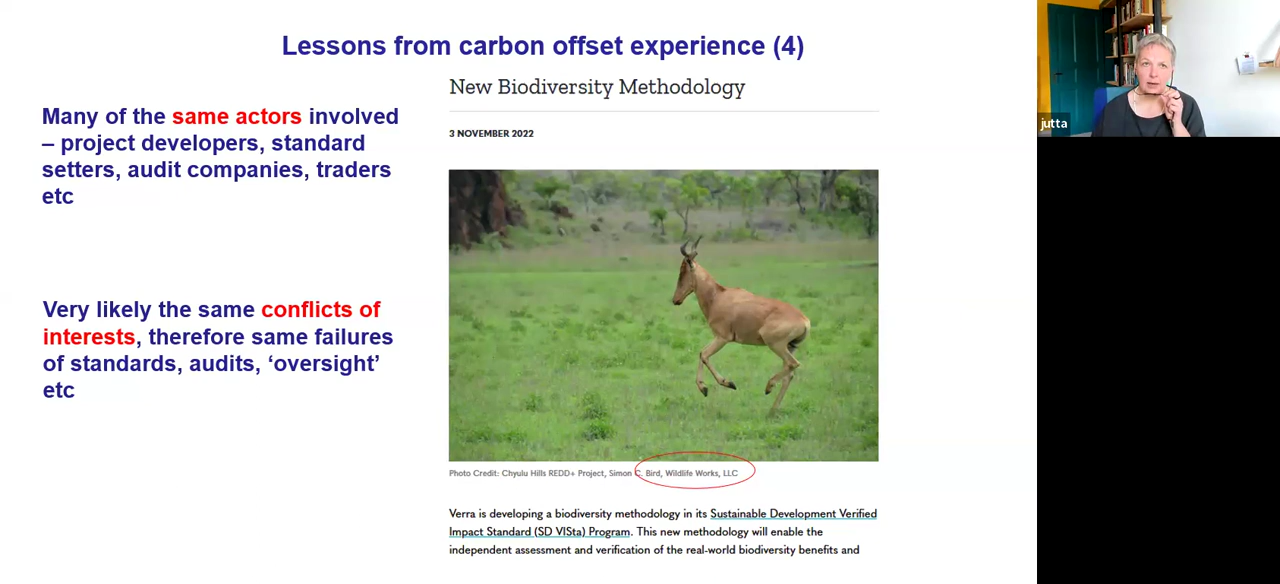 Lessons from carbon offset experience (4)
Many of the same actors involved
– project developers, standard
setters, audit companies, traders
etc
Very likely the same conflicts of
interests, therefore same failures
of standards, audits, ‘oversight’
etc
New Biodiversity Methodology
3 NOVEMBER 2022
Photo Credit: Chyulu Hills REDD+ Project, Simon C. Bird, Wildlife Works, LLC
Verra is developing a biodiversity methodology in its Sustainable Development Verified
Impact Standard (SD VISta) Program. This new methodology will enable the
independent assessment and verification of the real-world biodiversity benefits and
jutta